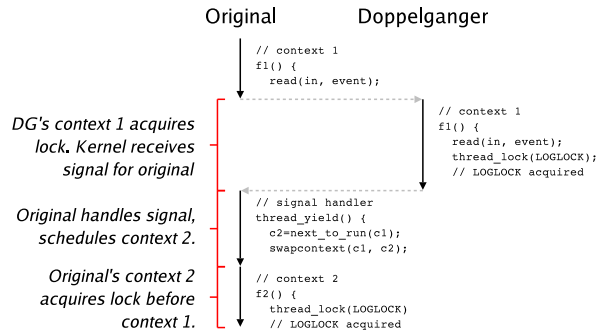 Original
Doppelganger
// context 1
f1() {
read(in, event);
DG's context 1 acquires
lock. Kernel receives
signal for original
// context 1
f1() {
read(in, event);
thread_lock(LOGLOCK);
// LOGLOCK acquired
Original handles signal,
schedules context 2.
// signal handler
thread_yield() {
c2=next_to_run(c1);
swapcontext(c1, c2);
Original's context 2
acquires lock before
context 1.
// context 2
f2() {
thread_lock(LOGLOCK)
// LOGLOCK acquired